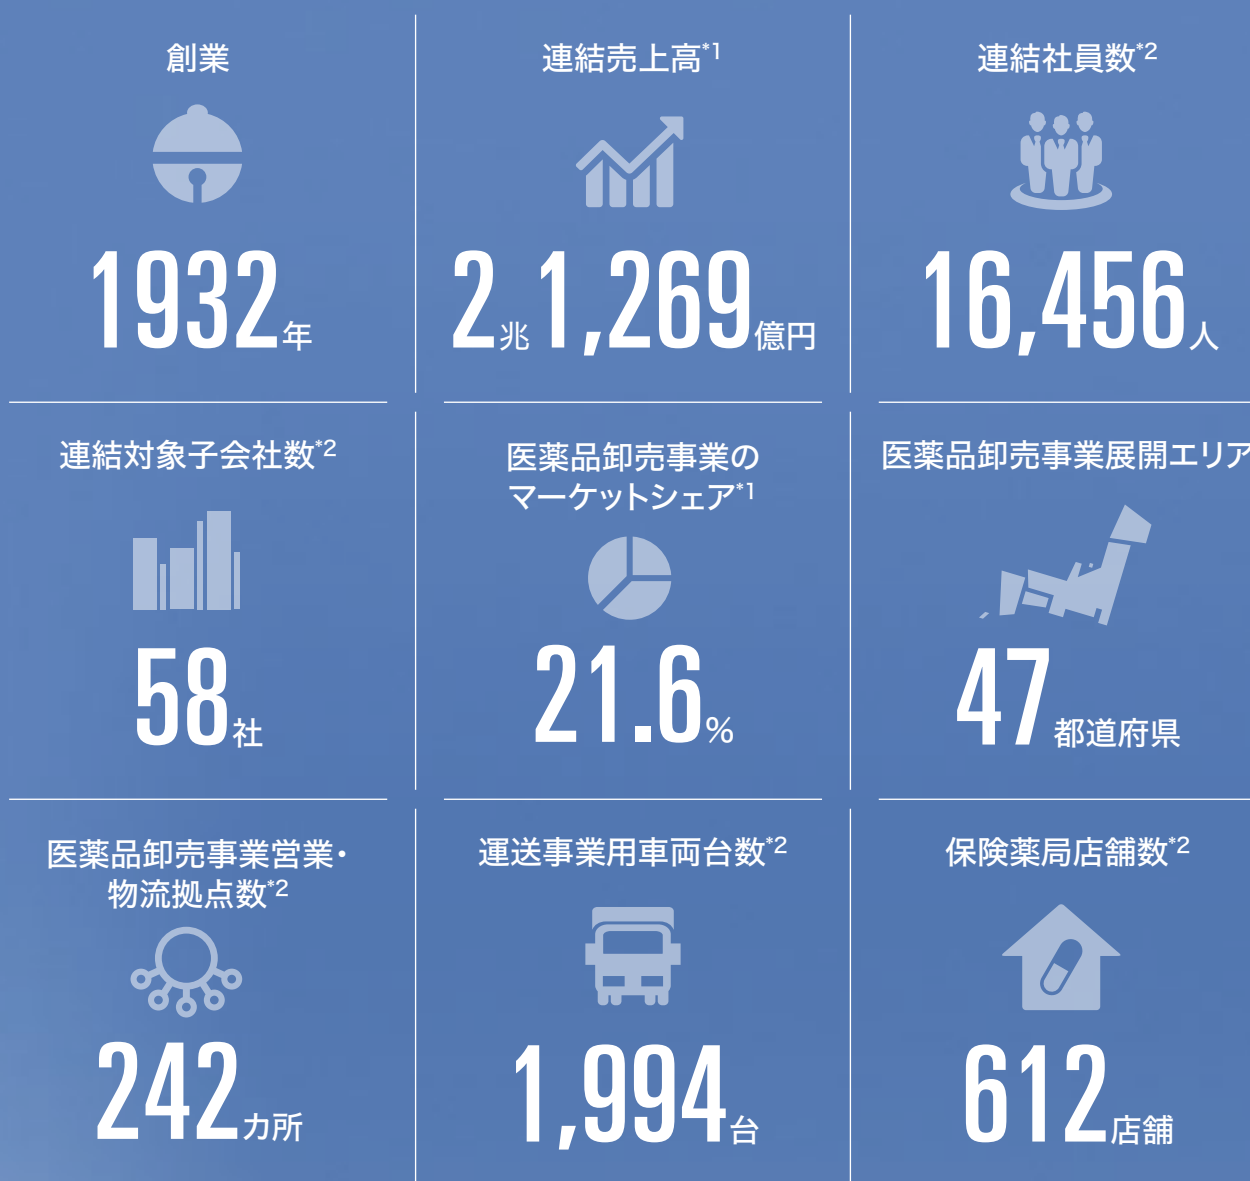 創業
1932年
連結売上高*1
2兆1,269億円
連結社員数*2
16,456人
連結対象子会社数*2
58社
医薬品卸売事業の
マーケットシェア*1
21.6%
医薬品卸売事業展開エリア
47都道府県
医薬品卸売事業営業・
物流拠点数*2
242カ所
運送事業用車両台数*2
1,994台
保険薬局店舗数*2
612店舗